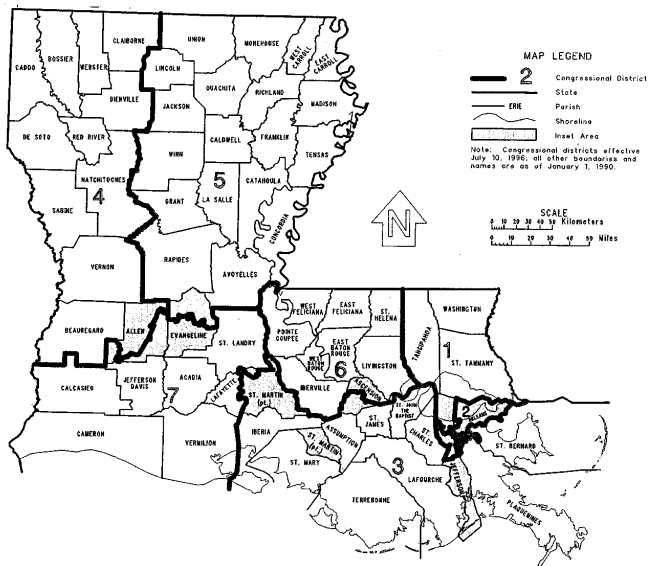 MAP LEGEND
2 Congressional District
State
ERIE Parish
Shoreline
Inset Area
Note: Congressional districts effective
July 10, 1996; all other boundaries and
names are as of January 1, 1990.
N
SCALE
0 10 20 30 40 50 Kilometers
0 10 20 30 40 50 Miles
CADDO
BOSSIER
WEBSTER
CLAIBORNE
UNION
MOREHOUSE
WEST
CARROLL
EAST
CARROLL
LINCOLN
OUACHITA
RICHLAND
MADISON
BIENVILLE
JACKSON
DE SOTO
RED RIVER
WINN
CALDWELL
FRANKLIN
TENSAS
NATCHITOCHES
4
5
SABINE
GRANT
LA SALLE
CATAHOULA
CONCORDIA
VERNON
RAPIDES
AVOYELLES
BEAUREGARD
ALLEN
EVANGELINE
ST. LANDRY
POINTE
COUPEE
WEST
FELICIANA
EAST
FELICIANA
ST.
HELENA
TANGIPAHOA
WASHINGTON
1
ST. TAMMANY
WEST
BATON
ROUGE
EAST
BATON
ROUGE
6
LIVINGSTON
CALCASIEU
JEFFERSON
DAVIS
7
ACADIA
LAFAYETTE
ST. MARTIN
(pt.)
IBERVILLE
ASCENSION
ST. JOHN
THE
BAPTIST
2
ORLEANS
CAMERON
VERMILION
IBERIA
ST. MARTIN
(pt.)
ASSUMPTION
ST.
JAMES
ST.
CHARLES
ST. BERNARD
ST. MARY
3
LAFOURCHE
JEFFERSON
TERREBONNE
PLAQUEMINES